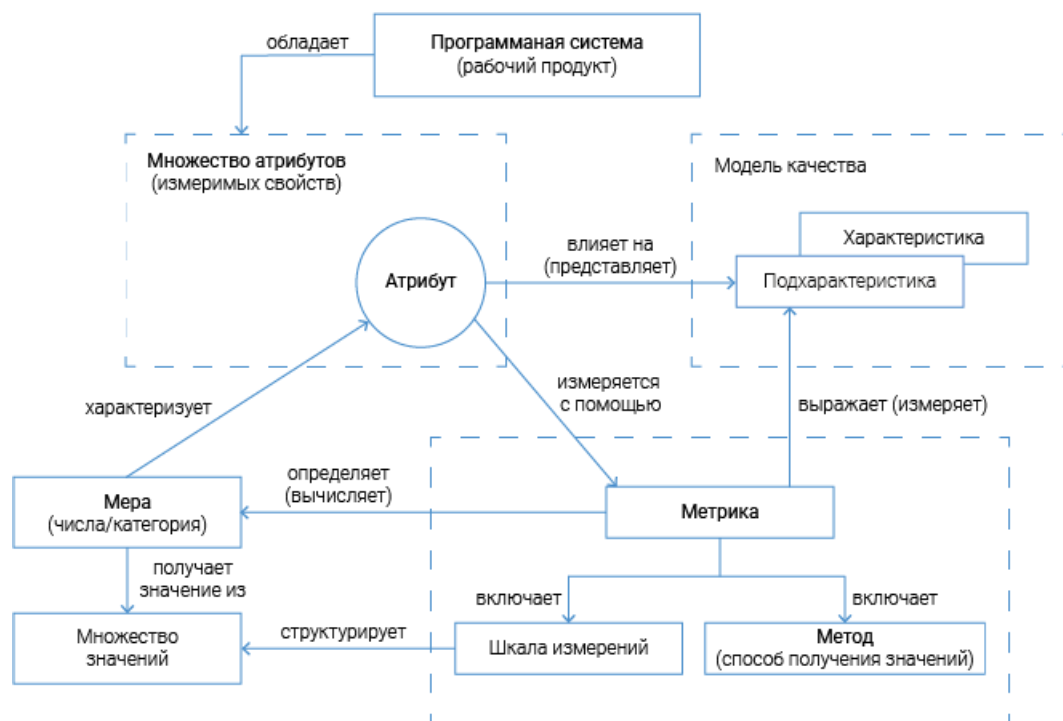 обладает
Программаная система
(рабочий продукт)
Множество атрибутов
(измеримых свойств)
Модель качества
Характеристика
влияет на
(представляет)
Атрибут
Подхарактеристика
характеризует
измеряется
с помощью
выражает (измеряет)
определяет
(вычисляет)
Мера
(числа/категория)
Метрика
получает
значение из
включает
включает
Множество
значений
структурирует
Шкала измерений
Метод
(способ получения значений)